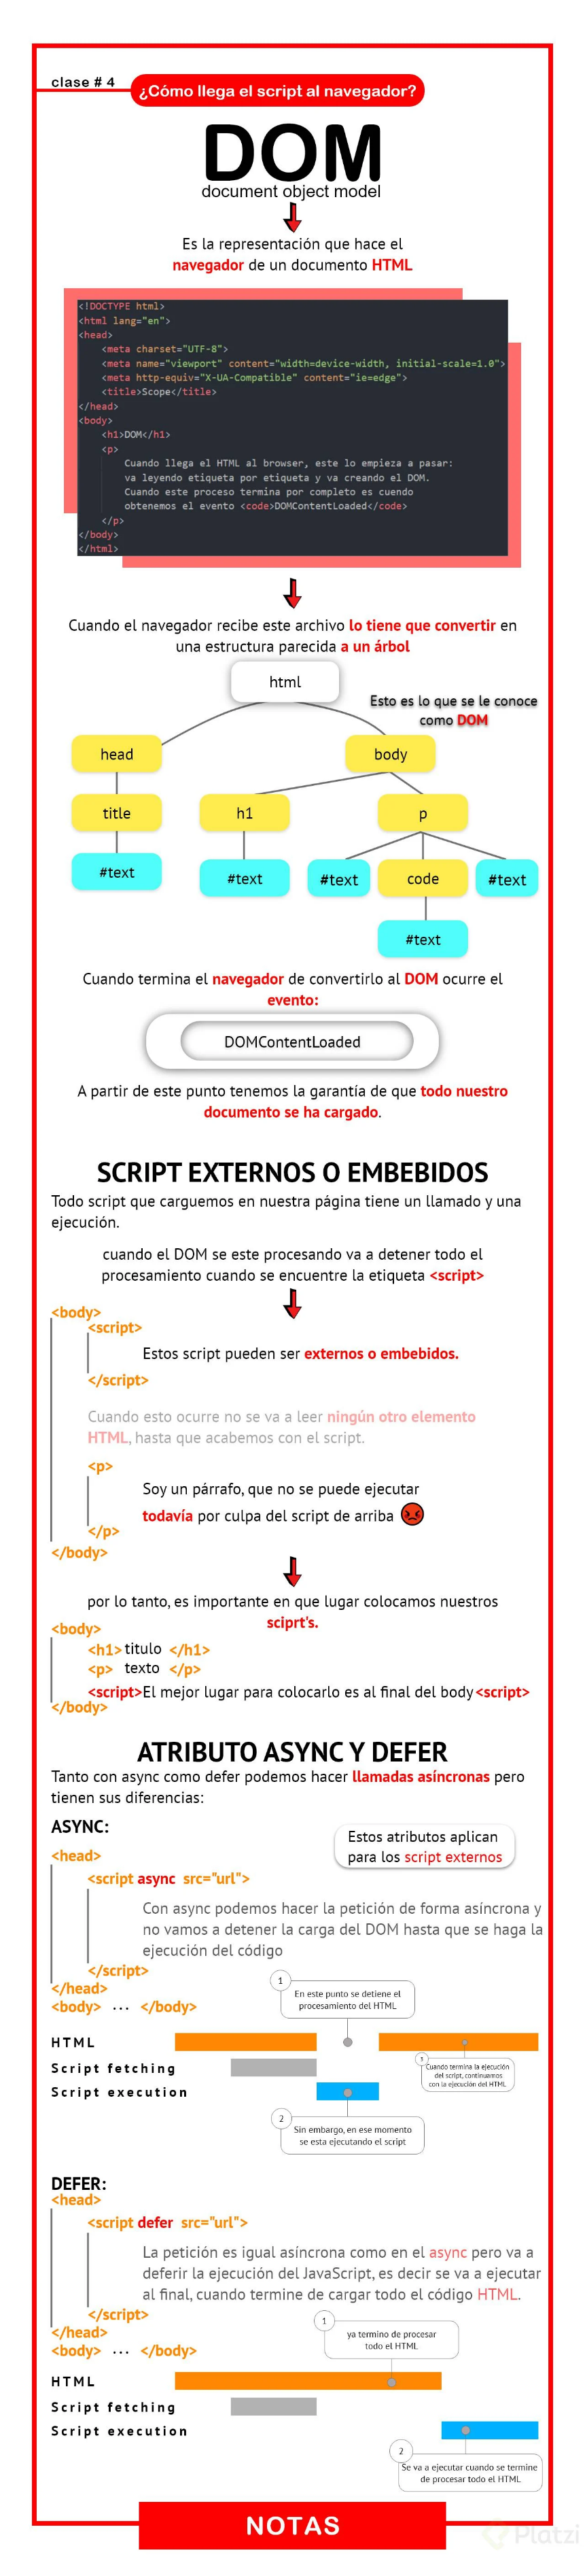 clase # 4
¿Cómo llega el script al navegador?
DOM
document object model
Es la representación que hace el
navegador de un documento HTML
<!DOCTYPE html>
<html lang="en">
<head>
<meta charset="UTF-8">
<meta name="viewport" content="width=device-width, initial-scale=1.0">
<meta http-equiv="X-UA-Compatible" content="ie=edge">
<title>Scope</title>
</head>
<body>
<h1>DOM</h1>
<p>
Cuando llega el HTML al browser, este lo empieza a pasar:
va leyendo etiqueta por etiqueta y va creando el DOM.
Cuando este proceso termina por completo es cuendo
obtenemos el evento <code>DOMContentLoaded</code>
</p>
</body>
</html>
Cuando el navegador recibe este archivo lo tiene que convertir en
una estructura parecida a un árbol
html
Esto es lo que se le conoce
como DOM
head
body
title
h1
p
#text
#text
#text
code
#text
#text
Cuando termina el navegador de convertirlo al DOM ocurre el
evento:
DOMContentLoaded
A partir de este punto tenemos la garantía de que todo nuestro
documento se ha cargado.
SCRIPT EXTERNOS O EMBEBIDOS
Todo script que carguemos en nuestra página tiene un llamado y una
ejecución.
cuando el DOM se este procesando va a detener todo el
procesamiento cuando se encuentre la etiqueta <script>
<body>
<script>
Estos script pueden ser externos o embebidos.
</script>
Cuando esto ocurre no se va a leer ningún otro elemento
HTML, hasta que acabemos con el script.
<p>
Soy un párrafo, que no se puede ejecutar
todavía por culpa del script de arriba
</p>
</body>
por lo tanto, es importante en que lugar colocamos nuestros
sciprt's.
<body>
<h1> titulo </h1>
<p> texto </p>
<script>El mejor lugar para colocarlo es al final del body<script>
</body>
ATRIBUTO ASYNC Y DEFER
Tanto con async como defer podemos hacer llamadas asíncronas pero
tienen sus diferencias:
ASYNC:
Estos atributos aplican
para los script externos
<head>
<script async src="url">
Con async podemos hacer la petición de forma asíncrona y
no vamos a detener la carga del DOM hasta que se haga la
ejecución del código
</script>
</head>
<body> ... </body>
1
En este punto se detiene el
procesamiento del HTML
HTML
Script fetching
3
Cuando termina la ejecución
del script, continuamos
con la ejecución del HTML
Script execution
2
Sin embargo, en ese momento
se esta ejecutando el script
DEFER:
<head>
<script defer src="url">
La petición es igual asíncrona como en el async pero va a
deferir la ejecución del JavaScript, es decir se va a ejecutar
al final, cuando termine de cargar todo el código HTML.
</script>
</head>
<body> ... </body>
1
ya termino de procesar
todo el HTML
HTML
Script fetching
Script execution
2
Se va a ejecutar cuando se termine
de procesar todo el HTML
NOTAS
Platzi